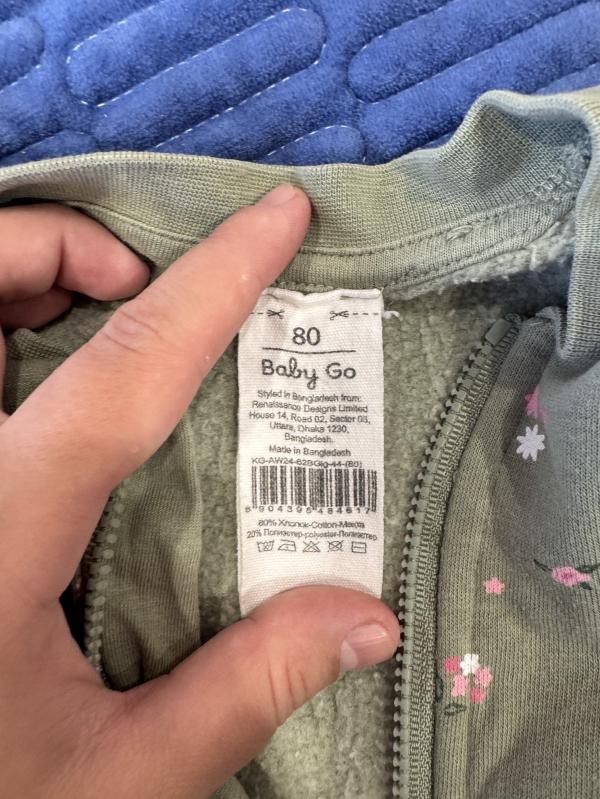 80
Baby Go
Styled in Bangladesh from:
Renaissance Designs Limited
House 14, Road 02, Sector 03,
Uttara, Dhaka 1230,
Bangladesh.
Made in Bangladesh
KG-AW24-62BGig-44-(80)
8904395484617
80% Хлопок-Cotton-Мақта
20% Полиэстер-polyester-Полиэстер